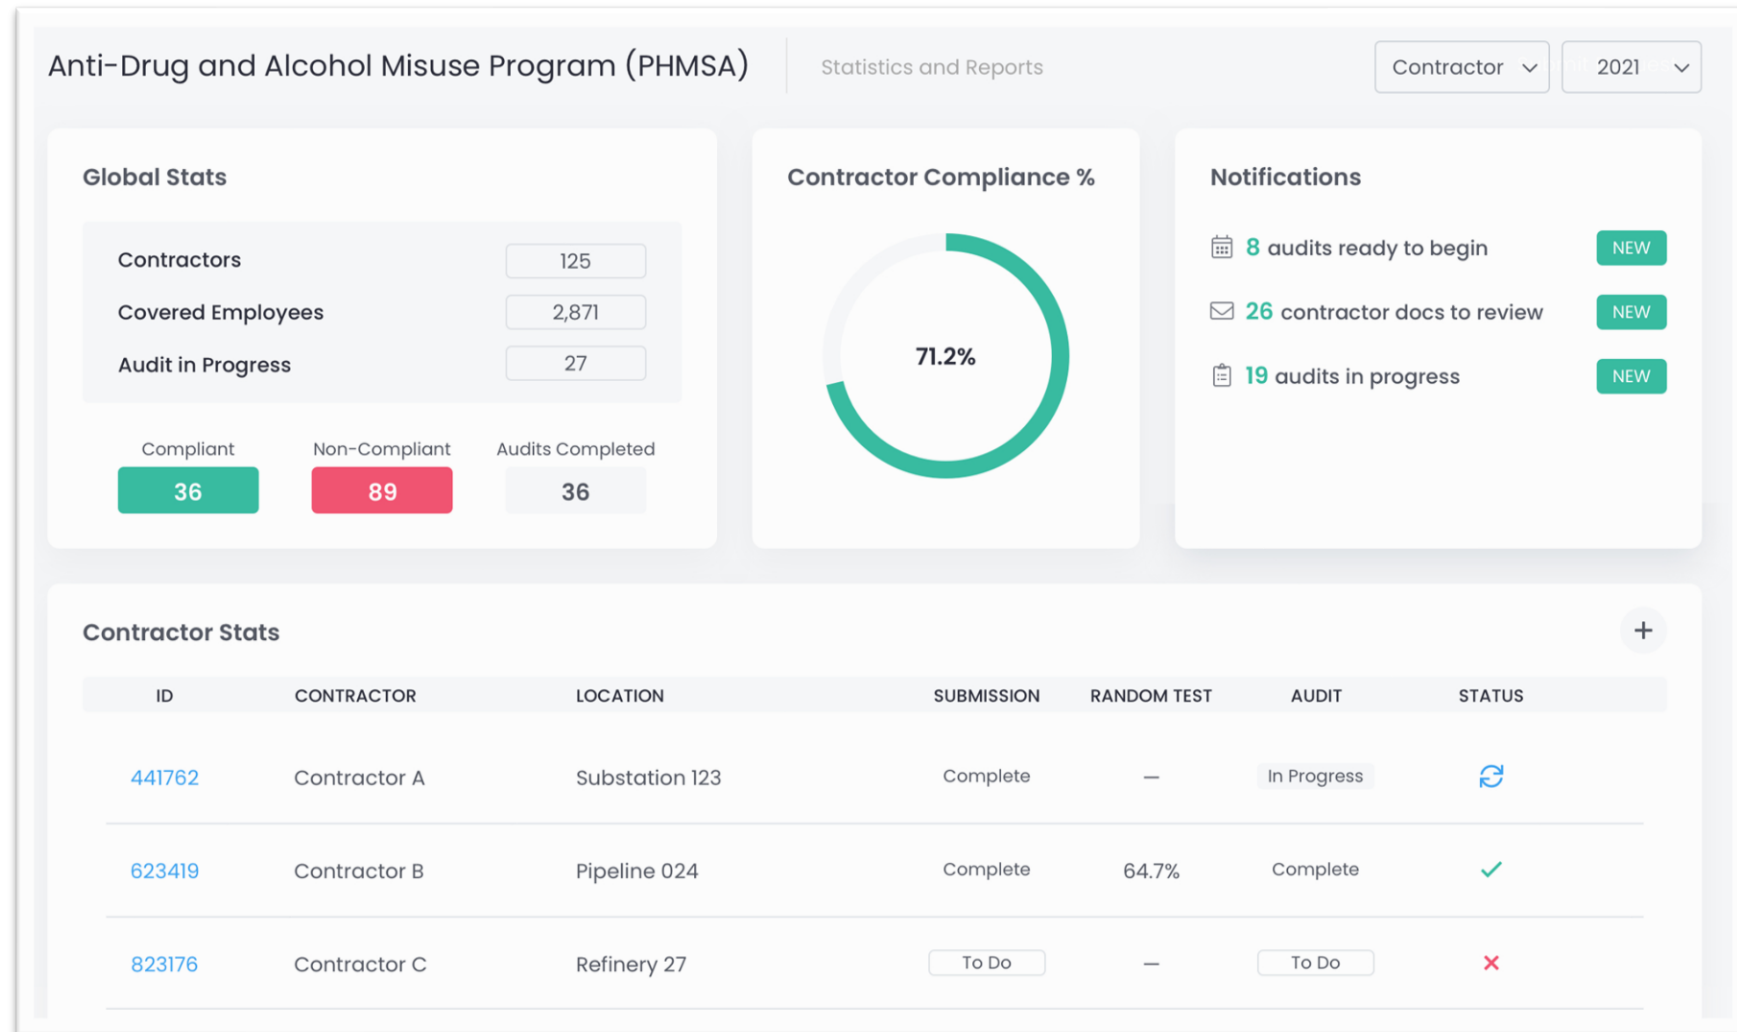 Anti-Drug and Alcohol Misuse Program (PHMSA)
Statistics and Reports
Contractor
2021
Global Stats
Contractors 125
Covered Employees 2,871
Audit in Progress 27
Compliant Non-Compliant Audits Completed
36 89 36
Contractor Compliance %
71.2%
Notifications
8 audits ready to begin NEW
26 contractor docs to review NEW
19 audits in progress NEW
Contractor Stats
+
ID CONTRACTOR LOCATION SUBMISSION RANDOM TEST AUDIT STATUS
441762 Contractor A Substation 123 Complete — In Progress
623419 Contractor B Pipeline 024 Complete 64.7% Complete
823176 Contractor C Refinery 27 To Do — To Do